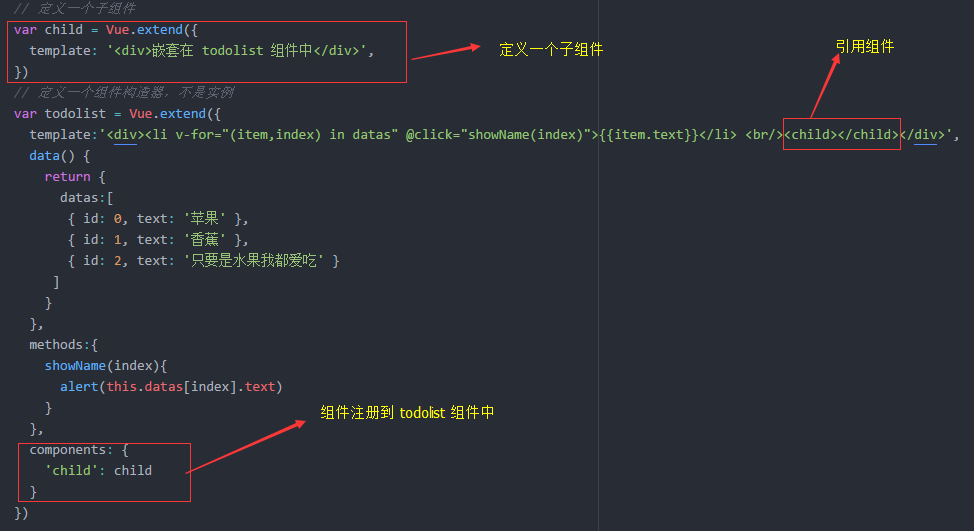 // 定义一个子组件
var child = Vue.extend({
template: '<div>嵌套在 todolist 组件中</div>',
})
定义一个子组件
引用组件
// 定义一个组件构造器，不是实例
var todolist = Vue.extend({
template:'<div><li v-for="(item,index) in datas" @click="showName(index)">{{item.text}}</li> <br/><child></child></div>',
data() {
return {
datas:[
{ id: 0, text: '苹果' },
{ id: 1, text: '香蕉' },
{ id: 2, text: '只要是水果我都爱吃' }
]
}
},
methods:{
showName(index){
alert(this.datas[index].text)
}
},
组件注册到 todolist 组件中
components: {
'child': child
}
})